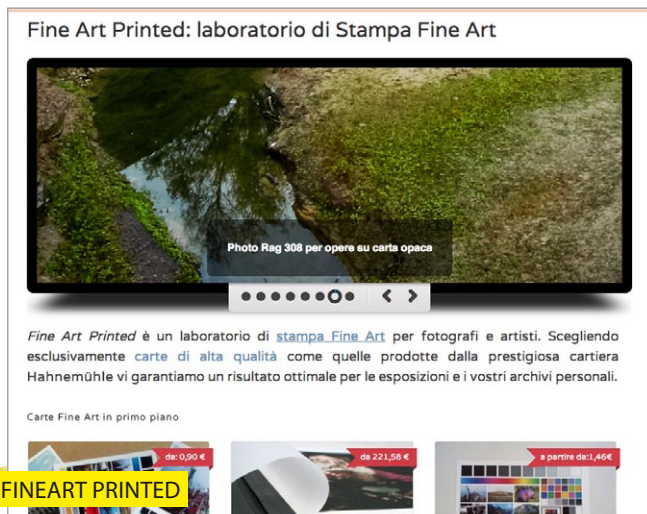 Fine Art Printed: laboratorio di Stampa Fine Art
Photo Rag 308 per opere su carta opaca
Fine Art Printed è un laboratorio di stampa Fine Art per fotografi e artisti. Scegliendo
esclusivamente carte di alta qualità come quelle prodotte dalla prestigiosa cartiera
Hahnemühle vi garantiamo un risultato ottimale per le esposizioni e i vostri archivi personali.
Carte Fine Art in primo piano
da: 0,90 €
da 221,58 €
a partire da:1,46€
FINEART PRINTED